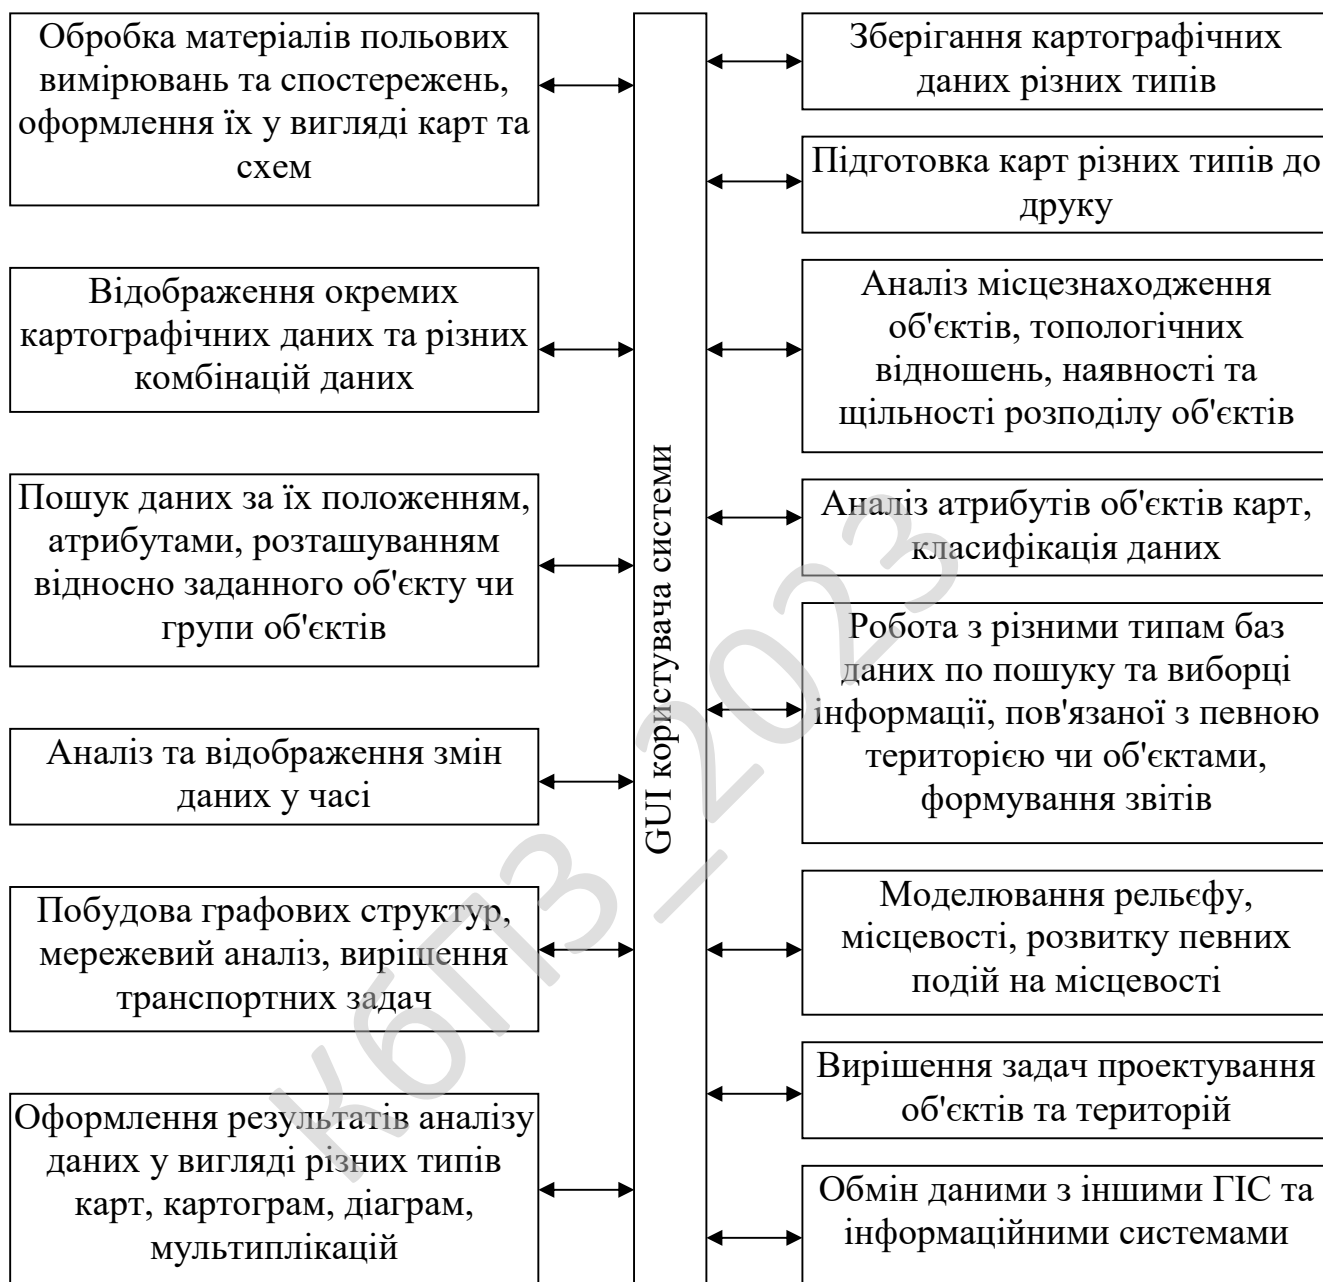 Обробка матеріалів польових
вимірювань та спостережень,
оформлення їх у вигляді карт та
схем
Відображення окремих
картографічних даних та різних
комбінацій даних
Пошук даних за їх положенням,
атрибутами, розташуванням
відносно заданного об'єкту чи
групи об'єктів
Аналіз та відображення змін
даних у часі
Побудова графових структур,
мережевий аналіз, вирішення
транспортних задач
Оформлення результатів аналізу
даних у вигляді різних типів
карт, картограм, діаграм,
мультиплікацій
GUI користувача системи
Зберігання картографічних
даних різних типів
Підготовка карт різних типів до
друку
Аналіз місцезнаходження
об'єктів, топологічних
відношень, наявності та
щільності розподілу об'єктів
Аналіз атрибутів об'єктів карт,
класифікація даних
Робота з різними типам баз
даних по пошуку та виборці
інформації, пов'язаної з певною
територією чи об'єктами,
формування звітів
Моделювання рельєфу,
місцевості, розвитку певних
подій на місцевості
Вирішення задач проектування
об'єктів та територій
Обмін даними з іншими ГІС та
інформаційними системами
КбПЗ_2023